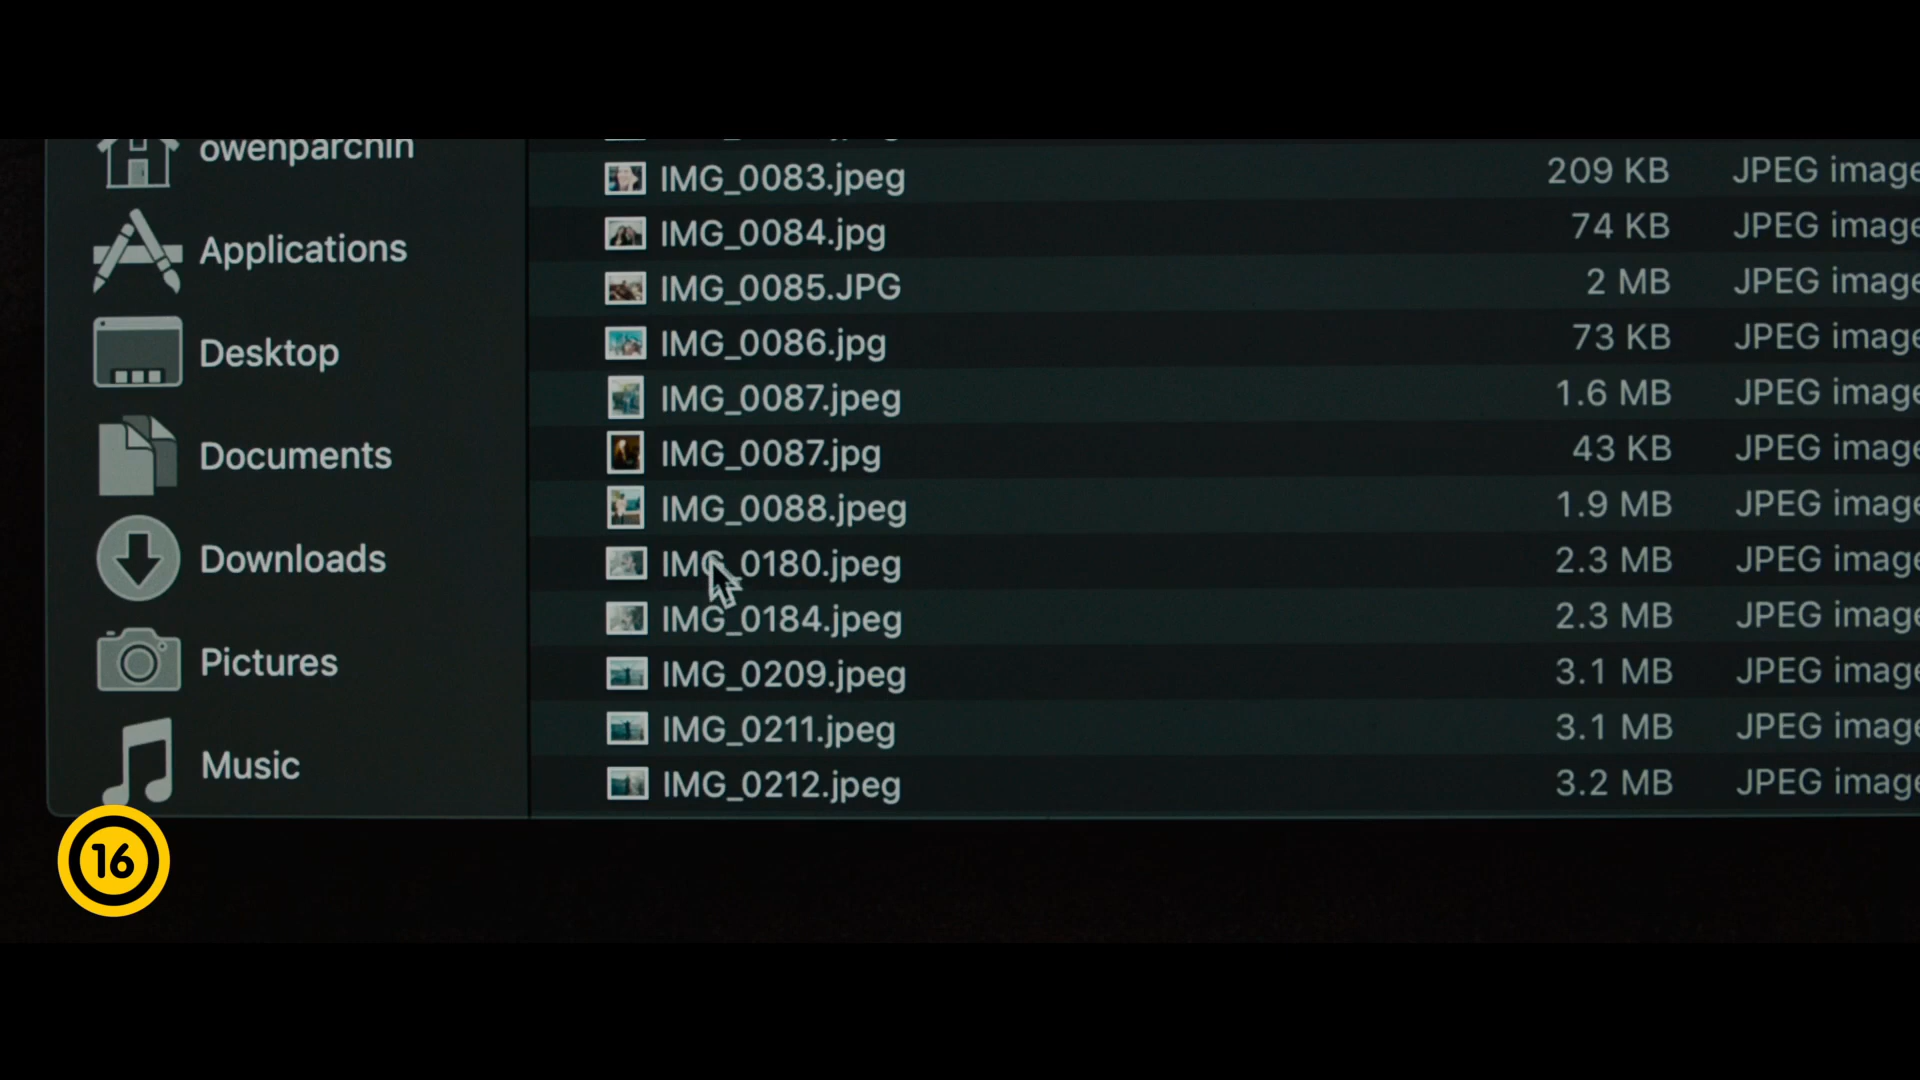 owenparchin
Applications
Desktop
Documents
Downloads
Pictures
Music
IMG_0083.jpeg 209 KB JPEG image
IMG_0084.jpg 74 KB JPEG image
IMG_0085.JPG 2 MB JPEG image
IMG_0086.jpg 73 KB JPEG image
IMG_0087.jpeg 1.6 MB JPEG image
IMG_0087.jpg 43 KB JPEG image
IMG_0088.jpeg 1.9 MB JPEG image
IMG_0180.jpeg 2.3 MB JPEG image
IMG_0184.jpeg 2.3 MB JPEG image
IMG_0209.jpeg 3.1 MB JPEG image
IMG_0211.jpeg 3.1 MB JPEG image
IMG_0212.jpeg 3.2 MB JPEG image
16